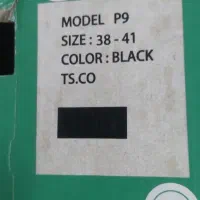 MODEL P9
SIZE : 38 - 41
COLOR : BLACK
TS.CO